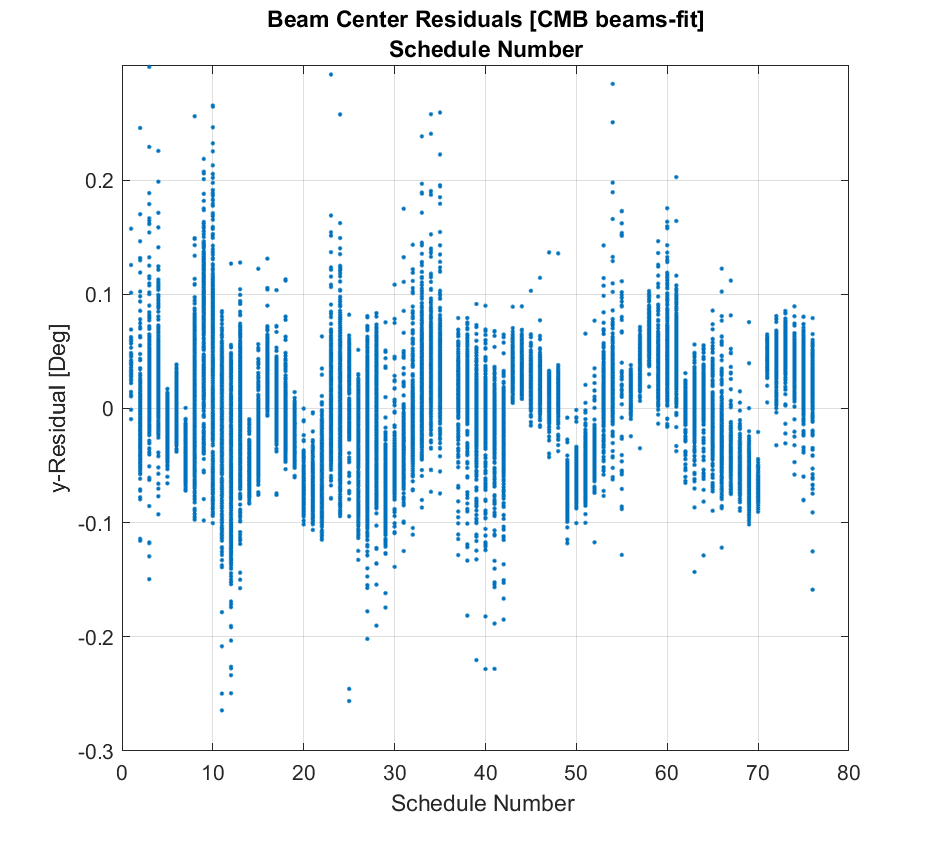 Beam Center Residuals [CMB beams-fit]
Schedule Number
y-Residual [Deg]
0.2
0.1
0
-0.1
-0.2
-0.3
0 10 20 30 40 50 60 70 80
Schedule Number